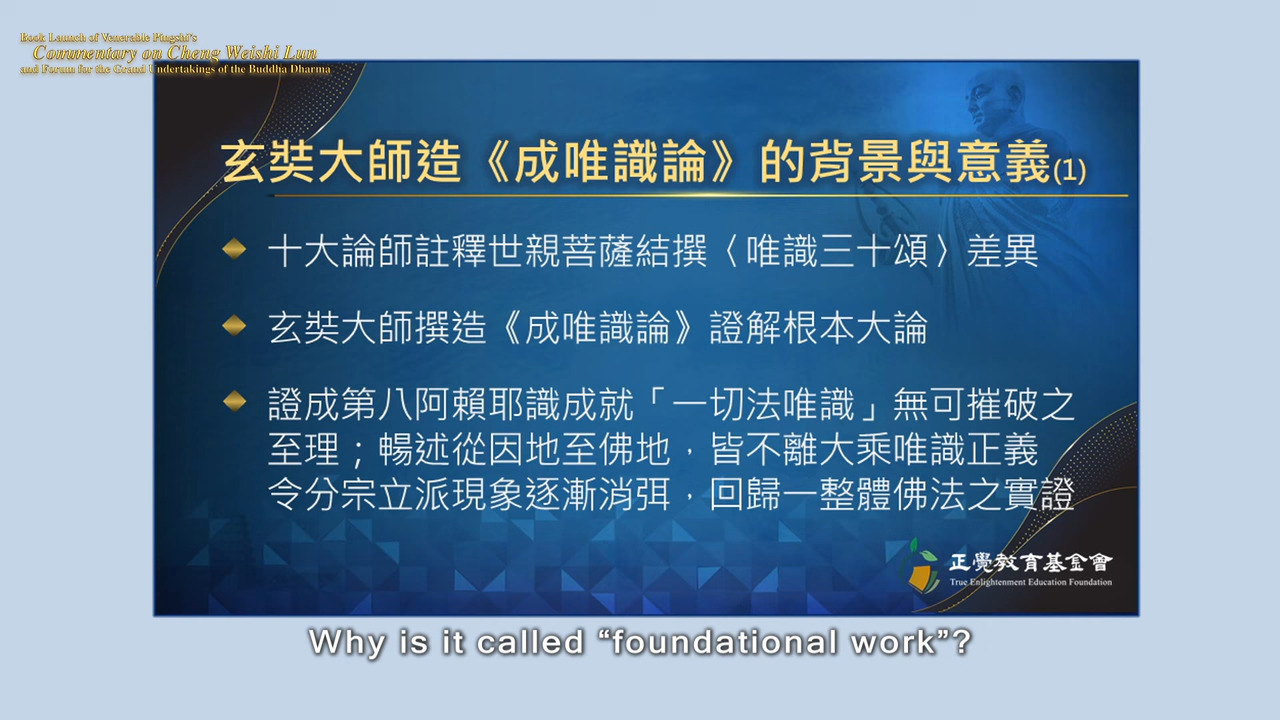 Book Launch of Venerable Pingshi's
Commentary on Cheng Weishi Lun
and Forum for the Grand Undertakings of the Buddha Dharma
玄奘大師造《成唯識論》的背景與意義(1)
十大論師註釋世親菩薩結撰〈唯識三十頌〉差異
玄奘大師撰造《成唯識論》證解根本大論
證成第八阿賴耶識成就「一切法唯識」無可摧破之
至理；暢述從因地至佛地，皆不離大乘唯識正義
令分宗立派現象逐漸消弭，回歸一整體佛法之實證
正覺教育基金會
True Enlightenment Education Foundation
Why is it called “foundational work”?